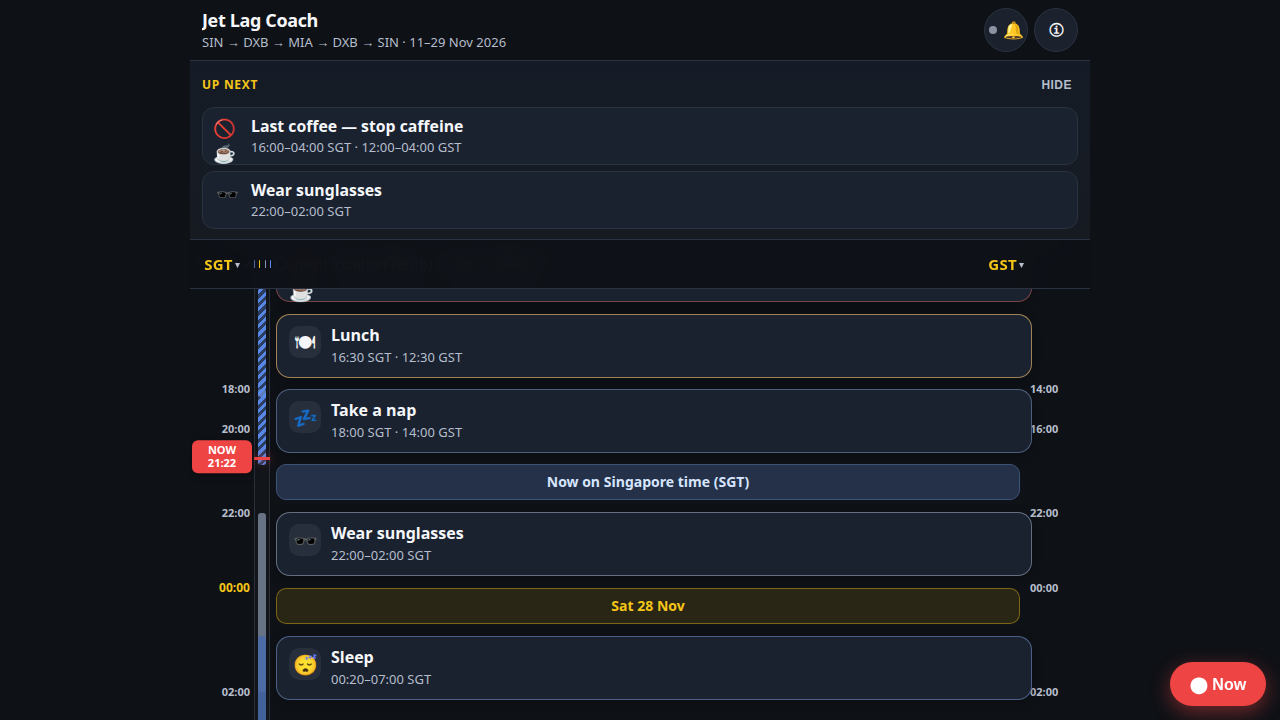 Jet Lag Coach
SIN → DXB → MIA → DXB → SIN · 11–29 Nov 2026
UP NEXT
HIDE
Last coffee — stop caffeine
16:00–04:00 SGT · 12:00–04:00 GST
Wear sunglasses
22:00–02:00 SGT
SGT ▾
GST ▾
Lunch
16:30 SGT · 12:30 GST
18:00
14:00
Take a nap
18:00 SGT · 14:00 GST
20:00
16:00
NOW
21:22
Now on Singapore time (SGT)
22:00
22:00
Wear sunglasses
22:00–02:00 SGT
00:00
00:00
Sat 28 Nov
Sleep
00:20–07:00 SGT
02:00
02:00
Now